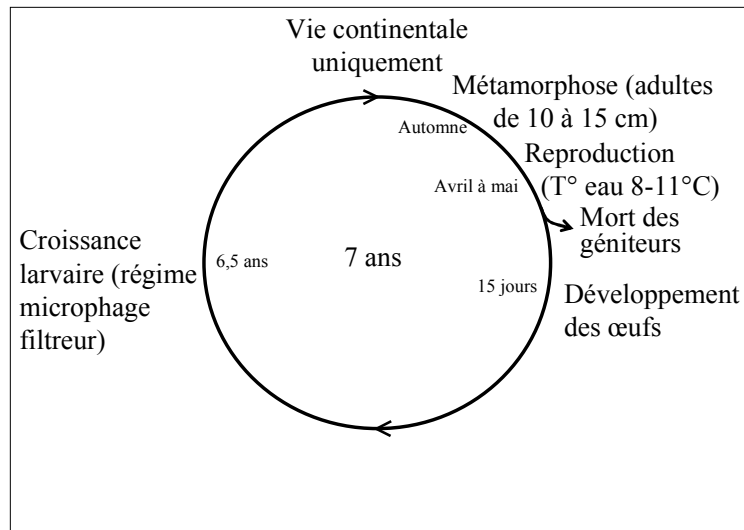 Vie continentale
uniquement
Métamorphose (adultes
de 10 à 15 cm)
Automne
Reproduction
(T° eau 8-11°C)
Avril à mai
Mort des
géniteurs
Croissance
larvaire (régime
microphage
filtreur)
6,5 ans
7 ans
15 jours
Développement
des œufs